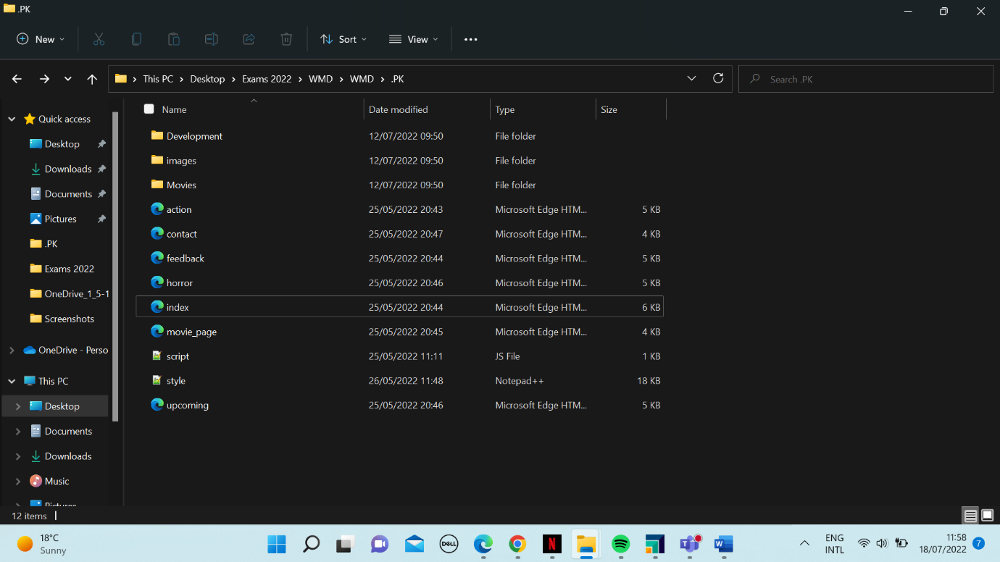 .PK
New
Sort
View
This PC > Desktop > Exams 2022 > WMD > WMD > .PK
Search .PK
Name Date modified Type Size
Quick access
Desktop
Downloads
Documents
Pictures
.PK
Exams 2022
OneDrive_1_5-1
Screenshots
OneDrive - Perso
This PC
Desktop
Documents
Downloads
Music
Pictures
Development 12/07/2022 09:50 File folder
images 12/07/2022 09:50 File folder
Movies 12/07/2022 09:50 File folder
action 25/05/2022 20:43 Microsoft Edge HTM... 5 KB
contact 25/05/2022 20:47 Microsoft Edge HTM... 4 KB
feedback 25/05/2022 20:44 Microsoft Edge HTM... 5 KB
horror 25/05/2022 20:46 Microsoft Edge HTM... 5 KB
index 25/05/2022 20:44 Microsoft Edge HTM... 6 KB
movie_page 25/05/2022 20:45 Microsoft Edge HTM... 4 KB
script 25/05/2022 11:11 JS File 1 KB
style 26/05/2022 11:48 Notepad++ 18 KB
upcoming 25/05/2022 20:46 Microsoft Edge HTM... 5 KB
12 items
18°C
Sunny
DELL
N
T
W
ENG
INTL
11:58
18/07/2022
7